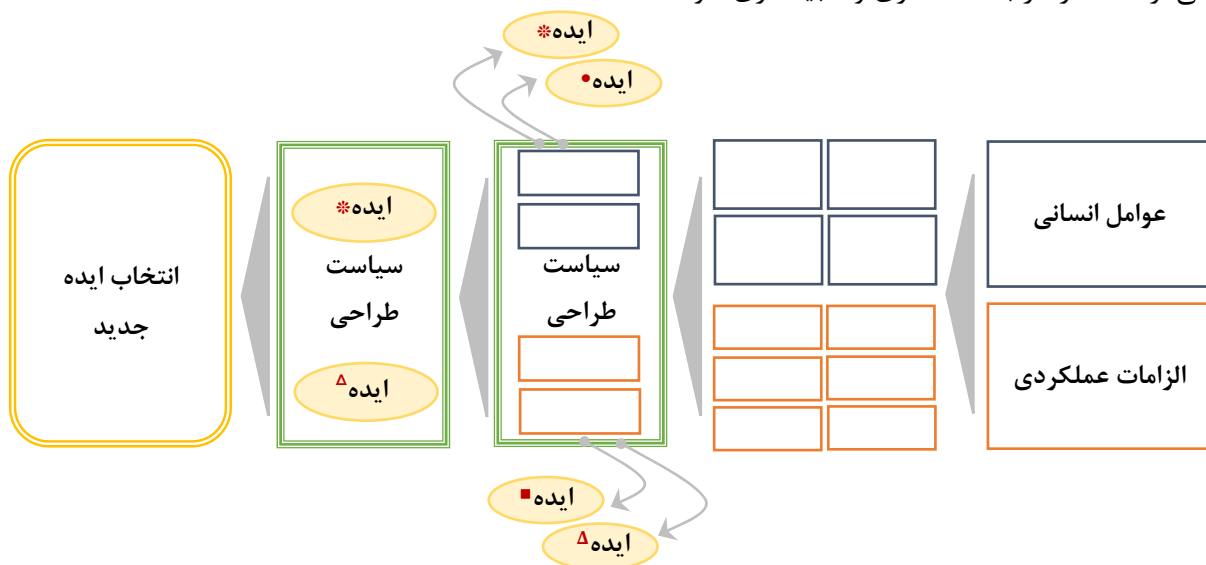 ایده❊
ایده●
عوامل انسانی
الزامات عملکردی
سیاست
طراحی
ایده❊
سیاست
طراحی
ایده∆
انتخاب ایده
جدید
ایده■
ایده∆